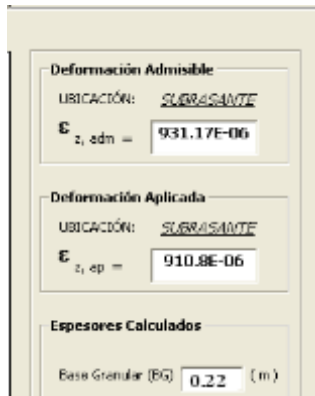 Deformación Admisible
UBICACIÓN: SUBRASANTE
ε z, adm = 931.17E-06
Deformación Aplicada
UBICACIÓN: SUBRASANTE
ε z, ap = 910.8E-06
Espesores Calculados
Base Granular (BG) 0.22 (m)